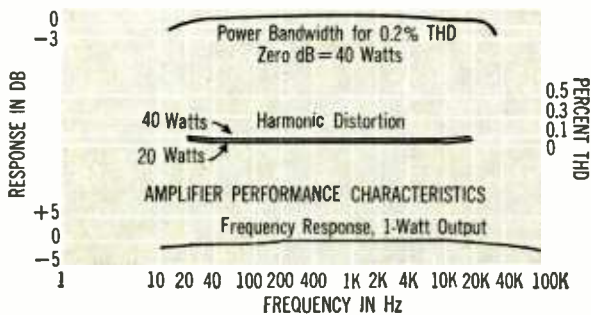 0
-3
Power Bandwidth for 0.2% THD
Zero dB = 40 Watts
RESPONSE IN DB
40 Watts
Harmonic Distortion
20 Watts
0.5
0.3
0.1
0
PERCENT THD
AMPLIFIER PERFORMANCE CHARACTERISTICS
+5
0
-5
Frequency Response, 1-Watt Output
1 10 20 40 100 200 400 1K 2K 4K 10K 20K 40K 100K
FREQUENCY IN Hz